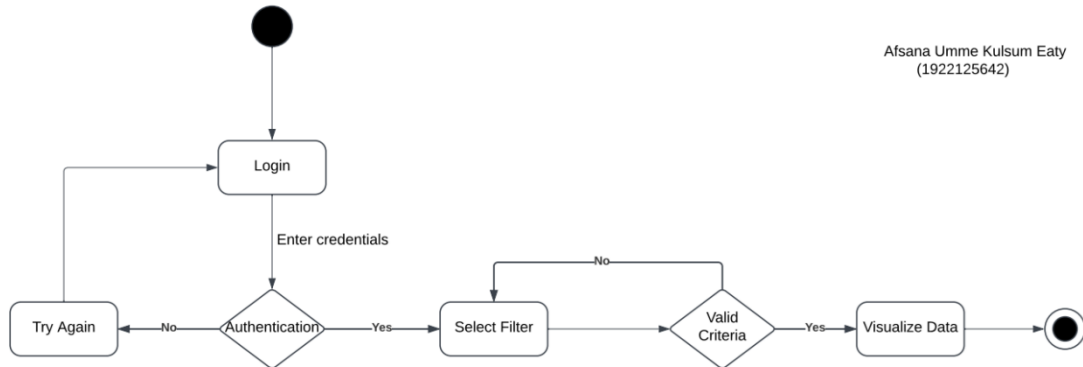 Afsana Umme Kulsum Eaty
(1922125642)
Login
Enter credentials
No
Try Again
No
Authentication
Yes
Select Filter
Valid
Criteria
Yes
Visualize Data